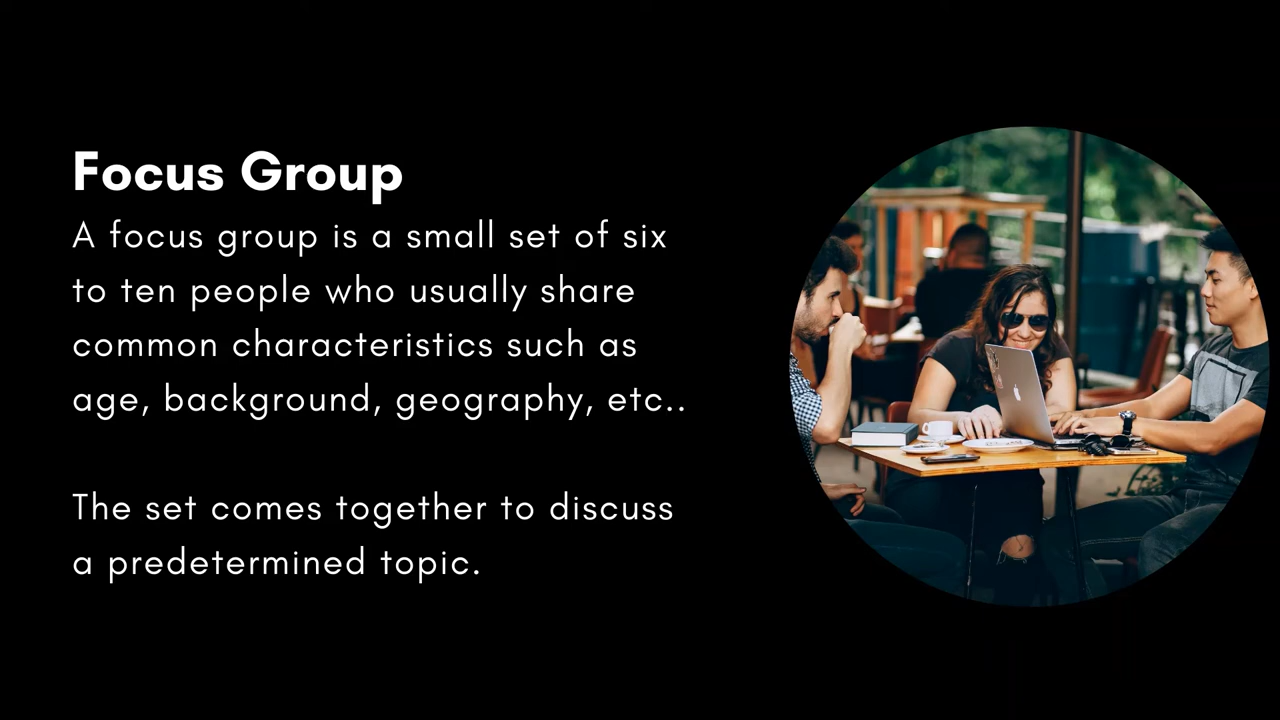 Focus Group
A focus group is a small set of six
to ten people who usually share
common characteristics such as
age, background, geography, etc..
The set comes together to discuss
a predetermined topic.